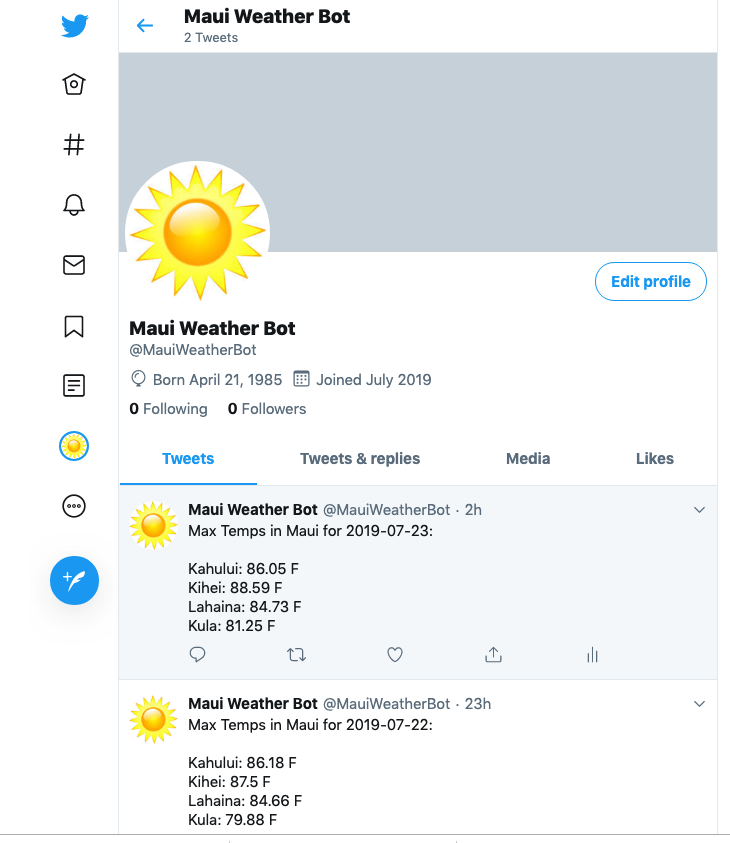 Maui Weather Bot
2 Tweets
Edit profile
Maui Weather Bot
@MauiWeatherBot
Born April 21, 1985 Joined July 2019
0 Following 0 Followers
Tweets Tweets & replies Media Likes
Maui Weather Bot @MauiWeatherBot · 2h
Max Temps in Maui for 2019-07-23:
Kahului: 86.05 F
Kihei: 88.59 F
Lahaina: 84.73 F
Kula: 81.25 F
Maui Weather Bot @MauiWeatherBot · 23h
Max Temps in Maui for 2019-07-22:
Kahului: 86.18 F
Kihei: 87.5 F
Lahaina: 84.66 F
Kula: 79.88 F